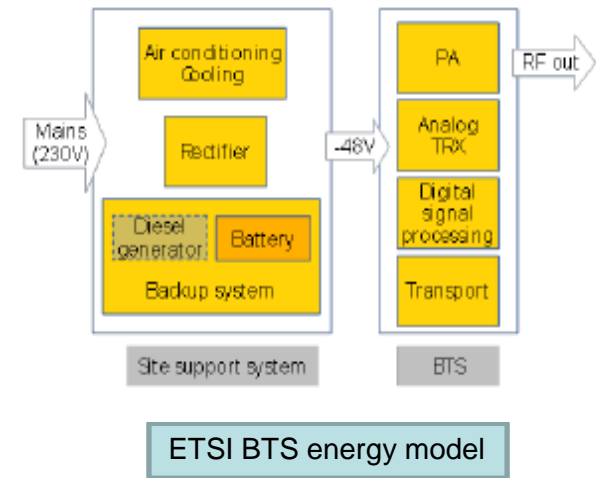 Air conditioning
Cooling
PA
RF out
Mains
(230V)
Rectifier
-48V
Analog
TRX
Digital
signal
processing
Diesel
generator
Battery
Backup system
Transport
Site support system
BTS
ETSI BTS energy model